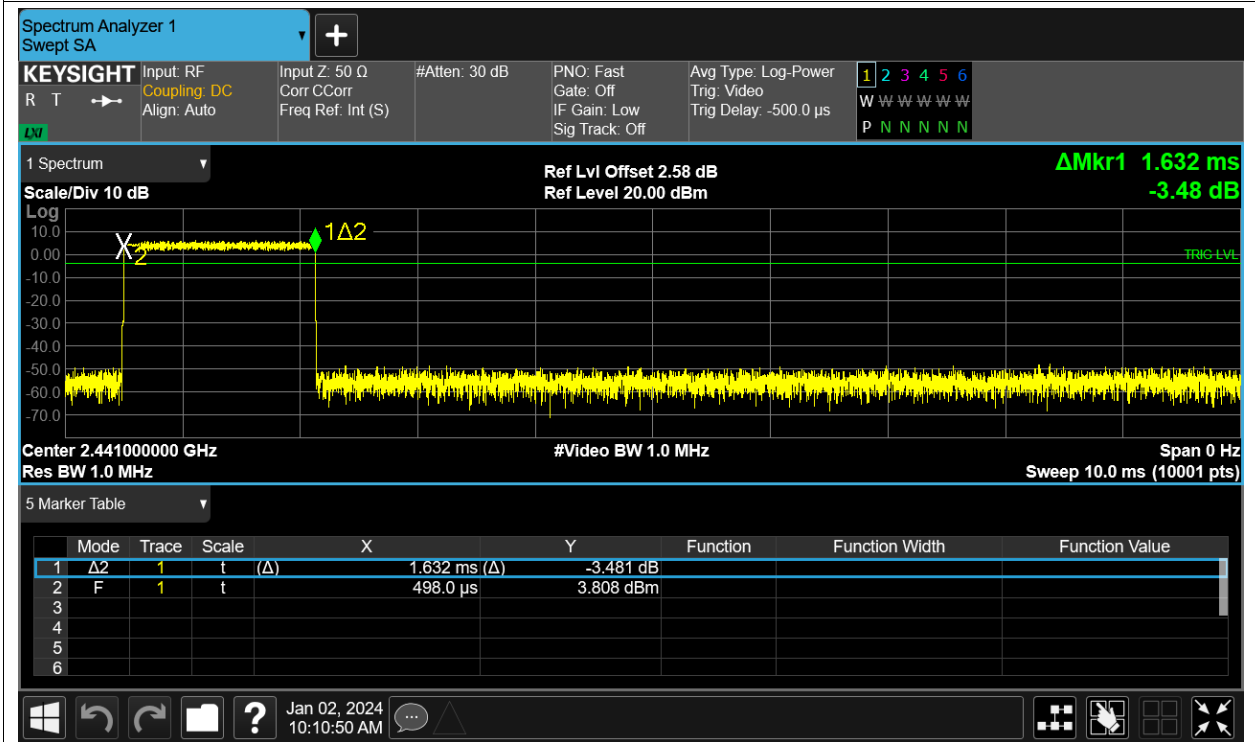 Spectrum Analyzer 1
Swept SA
KEYSIGHT
R T
LXI
Input: RF
Coupling: DC
Align: Auto
Input Z: 50 Ω
Corr CCorr
Freq Ref: Int (S)
#Atten: 30 dB
PNO: Fast
Gate: Off
IF Gain: Low
Sig Track: Off
Avg Type: Log-Power
Trig: Video
Trig Delay: -500.0 µs
1 2 3 4 5 6
W W W W W W
P N N N N N
1 Spectrum
Scale/Div 10 dB
Ref Lvl Offset 2.58 dB
Ref Level 20.00 dBm
ΔMkr1 1.632 ms
-3.48 dB
Log
10.0
0.00
-10.0
-20.0
-30.0
-40.0
-50.0
-60.0
-70.0
2
1Δ2
TRIG LVL
Center 2.441000000 GHz
#Video BW 1.0 MHz
Span 0 Hz
Res BW 1.0 MHz
Sweep 10.0 ms (10001 pts)
5 Marker Table
Mode Trace Scale X Y Function Function Width Function Value
1 Δ2 1 t (Δ) 1.632 ms (Δ) -3.481 dB
2 F 1 t 498.0 µs 3.808 dBm
3
4
5
6
?
Jan 02, 2024
10:10:50 AM